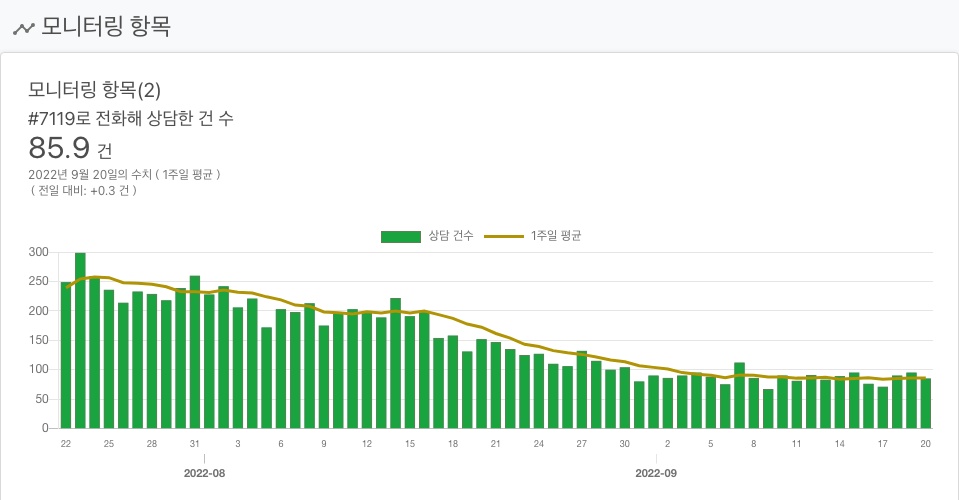 모니터링 항목
모니터링 항목(2)
#7119로 전화해 상담한 건 수
85.9 건
2022년 9월 20일의 수치 ( 1주일 평균 )
( 전일 대비: +0.3 건 )
상담 건수 1주일 평균
300
250
200
150
100
50
0
22 25 28 31 3 6 9 12 15 18 21 24 27 30 2 5 8 11 14 17 20
2022-08 2022-09